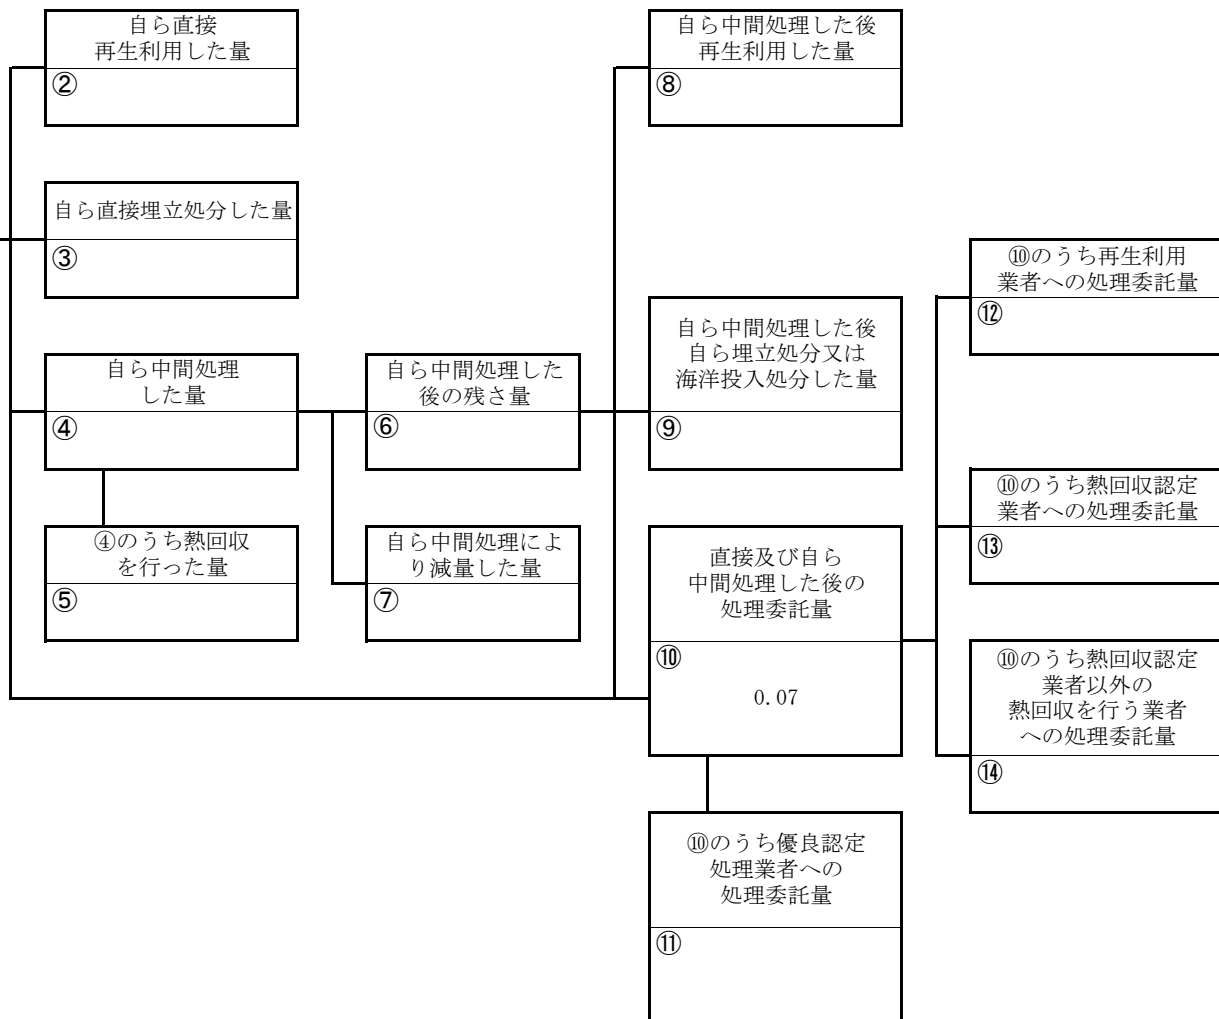 自ら直接
再生利用した量
②
自ら直接埋立処分した量
③
自ら中間処理
した量
④
④のうち熱回収
を行った量
⑤
自ら中間処理した
後の残さ量
⑥
自ら中間処理によ
り減量した量
⑦
自ら中間処理した後
再生利用した量
⑧
自ら中間処理した後
自ら埋立処分又は
海洋投入処分した量
⑨
直接及び自ら
中間処理した後の
処理委託量
⑩
0.07
⑩のうち優良認定
処理業者への
処理委託量
⑪
⑩のうち再生利用
業者への処理委託量
⑫
⑩のうち熱回収認定
業者への処理委託量
⑬
⑩のうち熱回収認定
業者以外の
熱回収を行う業者
への処理委託量
⑭